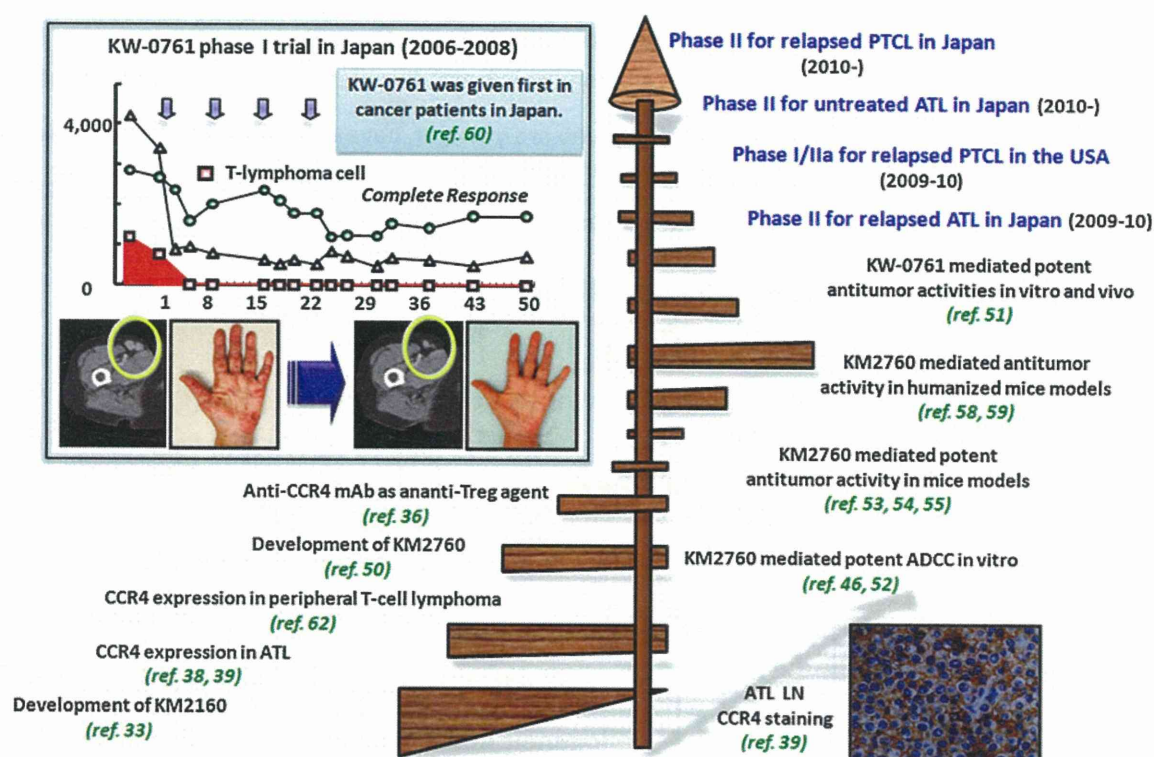 KW-0761 phase I trial in Japan (2006-2008)
KW-0761 was given first in
cancer patients in Japan.
(ref. 60)
4,000
T-lymphoma cell
Complete Response
0
1 8 15 22 29 36 43 50
Phase II for relapsed PTCL in Japan
(2010-)
Phase II for untreated ATL in Japan (2010-)
Phase I/IIa for relapsed PTCL in the USA
(2009-10)
Phase II for relapsed ATL in Japan (2009-10)
KW-0761 mediated potent
antitumor activities in vitro and vivo
(ref. 51)
KM2760 mediated antitumor
activity in humanized mice models
(ref. 58, 59)
KM2760 mediated potent
antitumor activity in mice models
(ref. 53, 54, 55)
KM2760 mediated potent ADCC in vitro
(ref. 46, 52)
Anti-CCR4 mAb as ananti-Treg agent
(ref. 36)
Development of KM2760
(ref. 50)
CCR4 expression in peripheral T-cell lymphoma
(ref. 62)
CCR4 expression in ATL
(ref. 38, 39)
Development of KM2160
(ref. 33)
ATL LN
CCR4 staining
(ref. 39)